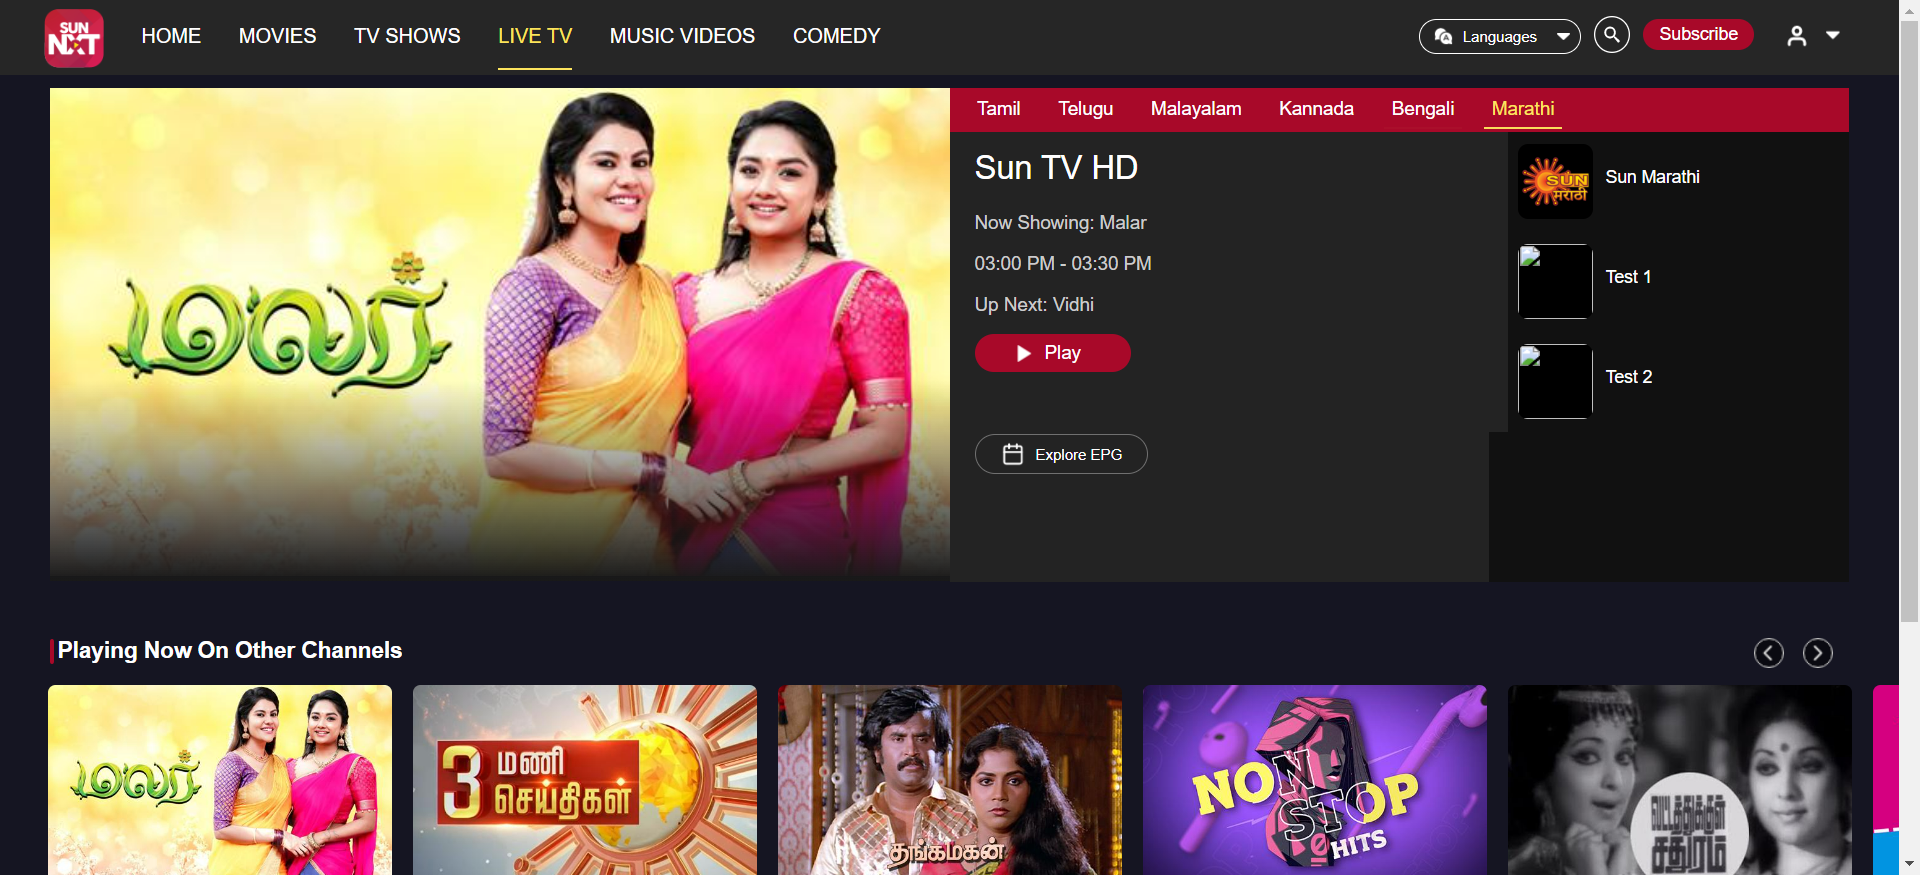 SUN
NXT
HOME
MOVIES
TV SHOWS
LIVE TV
MUSIC VIDEOS
COMEDY
Languages
Subscribe
மலர்
Tamil
Telugu
Malayalam
Kannada
Bengali
Marathi
Sun TV HD
Now Showing: Malar
03:00 PM - 03:30 PM
Up Next: Vidhi
Play
Explore EPG
SUN
मराठी
Sun Marathi
Test 1
Test 2
Playing Now On Other Channels
மலர்
3 மணி
செய்திகள்
தங்கமகன்
NON
STOP
HITS
வட்டத்துக்குள்
சதுரம்